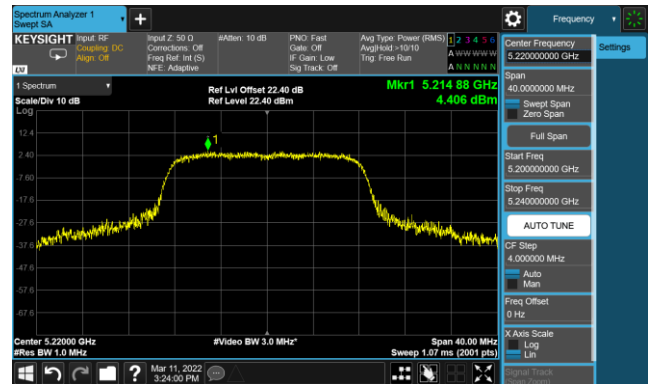 Spectrum Analyzer 1
Swept SA
+
Frequency
KEYSIGHT
Input: RF
Coupling: DC
Align: Off
Input Z: 50 Ω
Corrections: Off
Freq Ref: Int (S)
NFE: Adaptive
#Atten: 10 dB
PNO: Fast
Gate: Off
IF Gain: Low
Sig Track: Off
Avg Type: Power (RMS)
Avg|Hold:>10/10
Trig: Free Run
1 2 3 4 5 6
A W W W W W
A N N N N N
LXI
1 Spectrum
Scale/Div 10 dB
Log
Ref Lvl Offset 22.40 dB
Ref Level 22.40 dBm
Mkr1 5.214 88 GHz
4.406 dBm
1
12.4
2.40
-7.60
-17.6
-27.6
-37.6
-47.6
-57.6
-67.6
Center 5.22000 GHz
#Res BW 1.0 MHz
#Video BW 3.0 MHz*
Span 40.00 MHz
Sweep 1.07 ms (2001 pts)
Center Frequency
5.220000000 GHz
Settings
Span
40.0000000 MHz
Swept Span
Zero Span
Full Span
Start Freq
5.200000000 GHz
Stop Freq
5.240000000 GHz
AUTO TUNE
CF Step
4.000000 MHz
Auto
Man
Freq Offset
0 Hz
X Axis Scale
Log
Lin
Signal Track
(Span Zoom)
?
Mar 11, 2022
3:24:00 PM